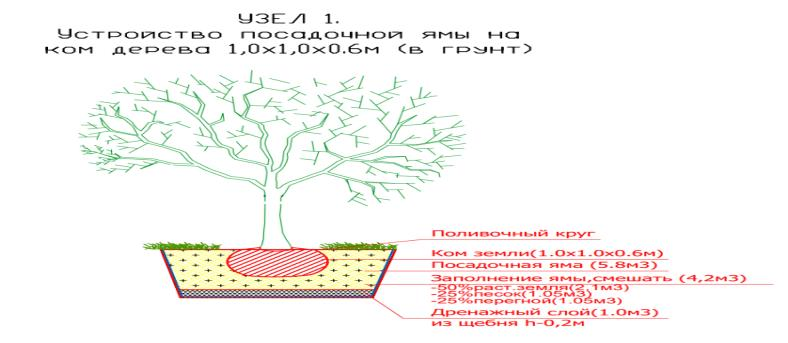 УЗЕЛ 1.
Устройство посадочной ямы на
ком дерева 1,0х1,0х0.6м (в грунт)
Поливочный круг
Ком земли(1.0х1.0х0.6м)
Посадочная яма (5.8м3)
Заполнение ямы,смешать (4,2м3)
-50%раст.земля(2,1м3)
-25%песок(1.05м3)
-25%перегной(1.05м3)
Дренажный слой(1.0м3)
из щебня h-0,2м